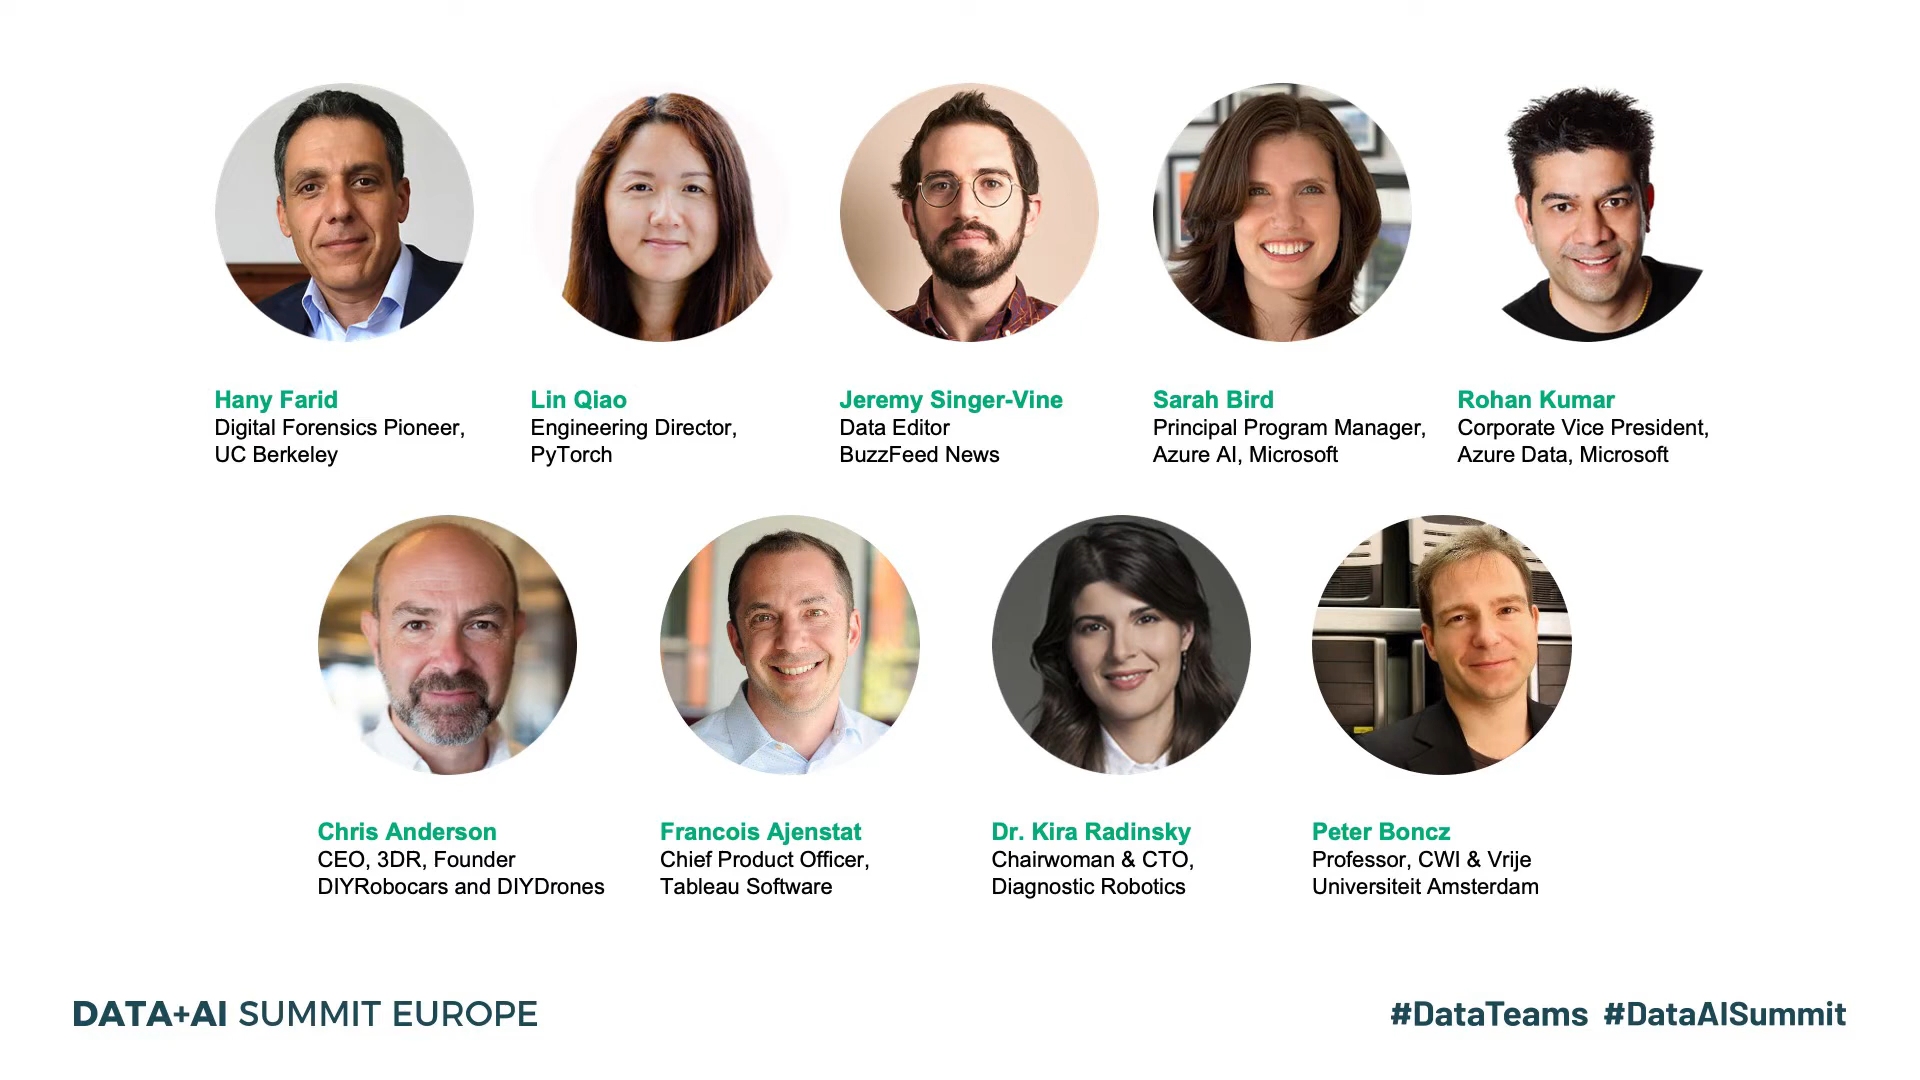 Hany Farid
Digital Forensics Pioneer,
UC Berkeley
Lin Qiao
Engineering Director,
PyTorch
Jeremy Singer-Vine
Data Editor
BuzzFeed News
Sarah Bird
Principal Program Manager,
Azure AI, Microsoft
Rohan Kumar
Corporate Vice President,
Azure Data, Microsoft
Chris Anderson
CEO, 3DR, Founder
DIYRobocars and DIYDrones
Francois Ajenstat
Chief Product Officer,
Tableau Software
Dr. Kira Radinsky
Chairwoman & CTO,
Diagnostic Robotics
Peter Boncz
Professor, CWI & Vrije
Universiteit Amsterdam
DATA+AI SUMMIT EUROPE
#DataTeams #DataAISummit